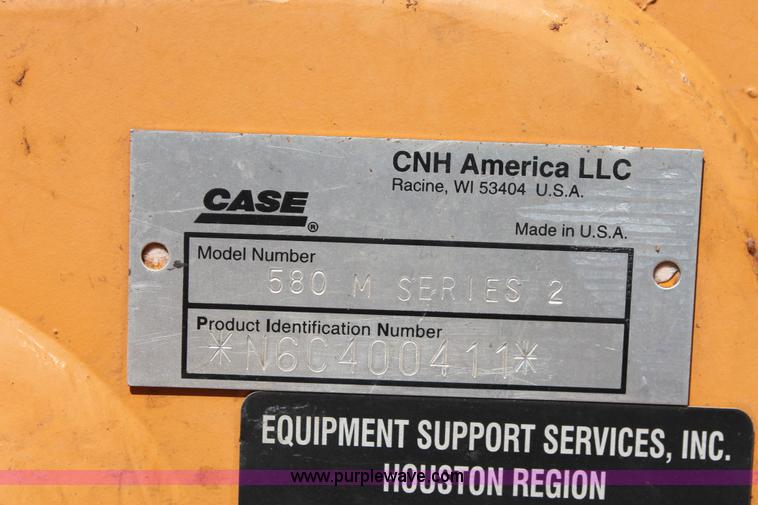 CNH America LLC
Racine, WI 53404 U.S.A.
CASE®
Made in U.S.A.
Model Number
580 M SERIES 2
Product Identification Number
*N6C400411*
EQUIPMENT SUPPORT SERVICES, INC.
HOUSTON REGION
www.purplewave.com